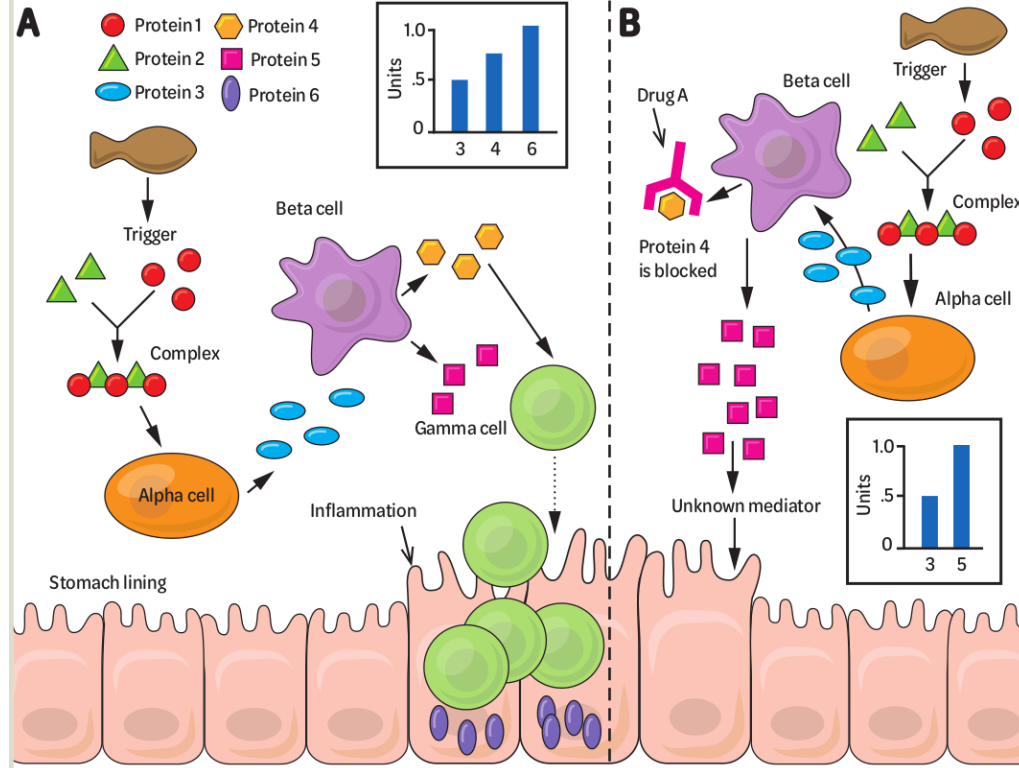 A
Protein 1
Protein 2
Protein 3
Protein 4
Protein 5
Protein 6
Trigger
Complex
Alpha cell
Beta cell
Gamma cell
Units
1.0
.5
0
3 4 6
Inflammation
Stomach lining
B
Trigger
Beta cell
Drug A
Protein 4
is blocked
Complex
Alpha cell
Unknown mediator
Units
1.0
.5
0
3 5